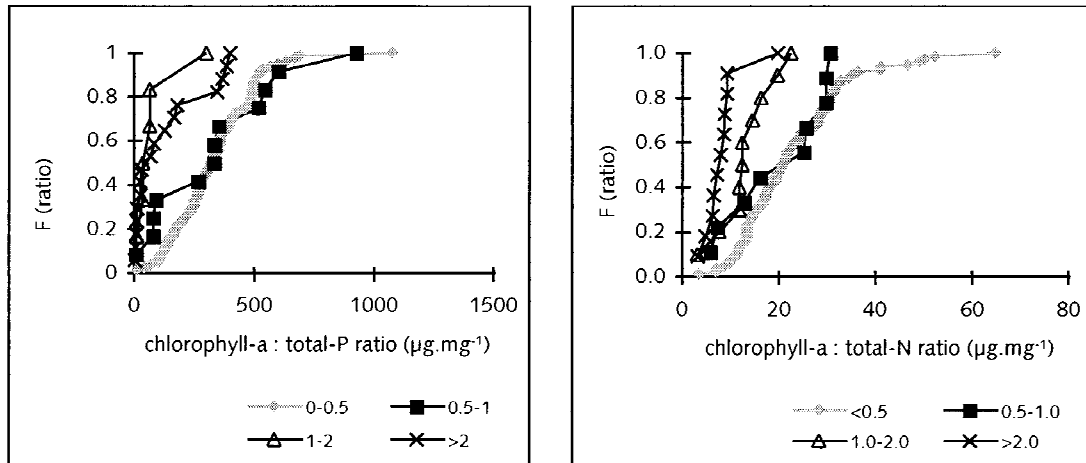 1
0.8
0.6
0.4
0.2
0
F (ratio)
0 500 1000 1500
chlorophyll-a : total-P ratio (µg.mg-1)
0-0.5 0.5-1
1-2 >2
1
0.8
0.6
0.4
0.2
0.0
F (ratio)
0 20 40 60 80
chlorophyll-a : total-N ratio (µg.mg-1)
<0.5 0.5-1.0
1.0-2.0 >2.0